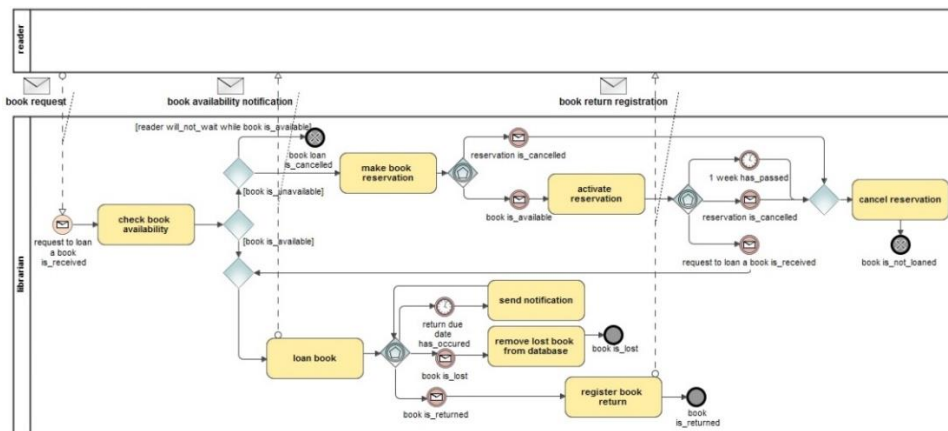 reader
book request
book availability notification
book return registration
librarian
[reader will_not_wait while book is_available]
book loan
is_cancelled
make book
reservation
reservation is_cancelled
1 week has_passed
[book is_unavailable]
activate
reservation
book is_available
reservation is_cancelled
cancel reservation
check book
availability
request to loan
a book
is_received
[book is_available]
request to loan a book is_received
book is_not_loaned
send notification
return due
date
has_occured
loan book
remove lost book
from database
book is_lost
book is_lost
register book
return
book is_returned
book
is_returned